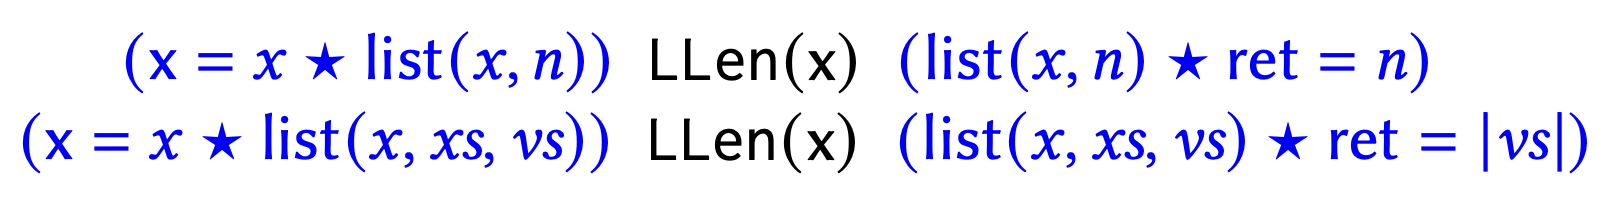 (x = x ★ list(x, n)) LLen(x) (list(x, n) ★ ret = n)
(x = x ★ list(x, xs, vs)) LLen(x) (list(x, xs, vs) ★ ret = |vs|)